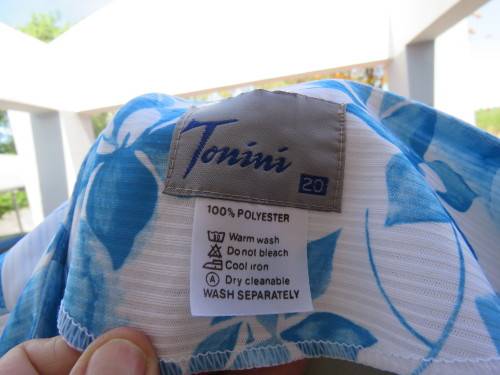 Tonini
20
100% POLYESTER
Warm wash
Do not bleach
Cool iron
A Dry cleanable
WASH SEPARATELY